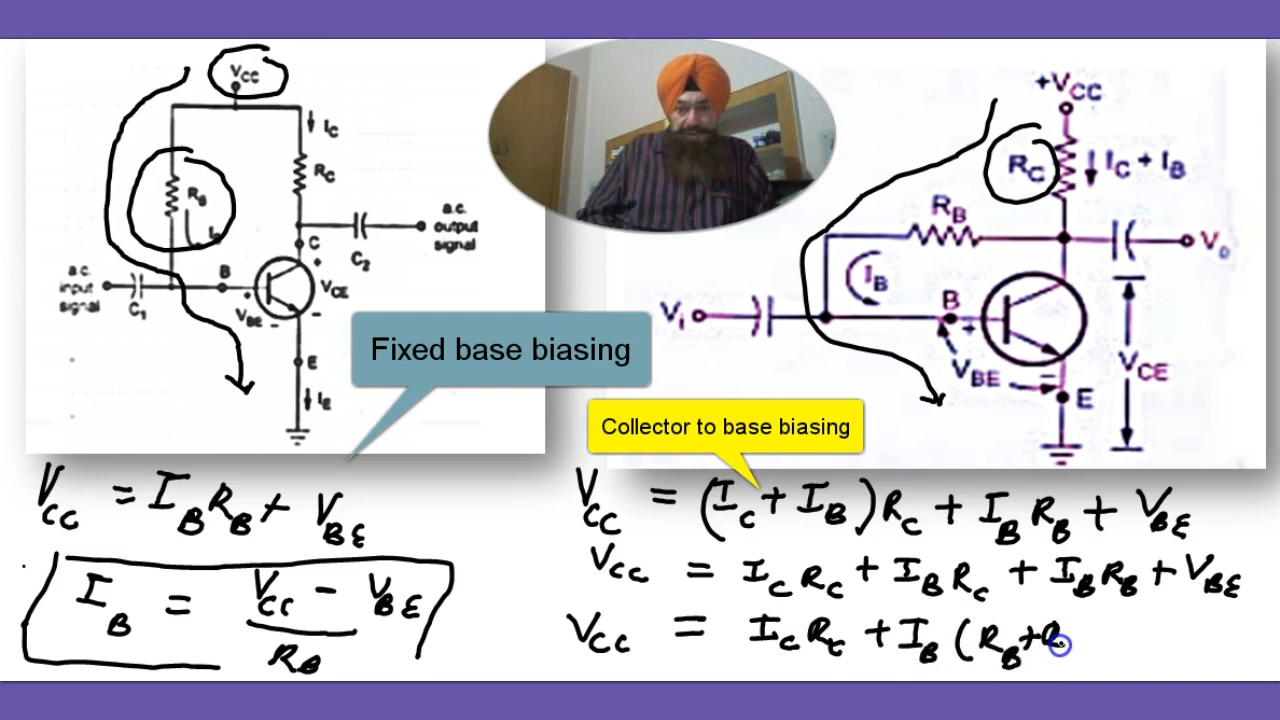 VCC
IC
RC
RB
IB
a.c. output signal
C2
C
+
a.c. input signal
C1
B
VCE
+
VBE
-
-
E
IE
Fixed base biasing
+VCC
RC
IC + IB
RB
Vo
IB
Vi
B
+
VBE
-
VCE
E
Collector to base biasing
VCC = IB RB + VBE
IB = VCC - VBE
RB
VCC = (IC + IB) RC + IB RB + VBE
VCC = IC RC + IB RC + IB RB + VBE
VCC = IC RC + IB (RB +